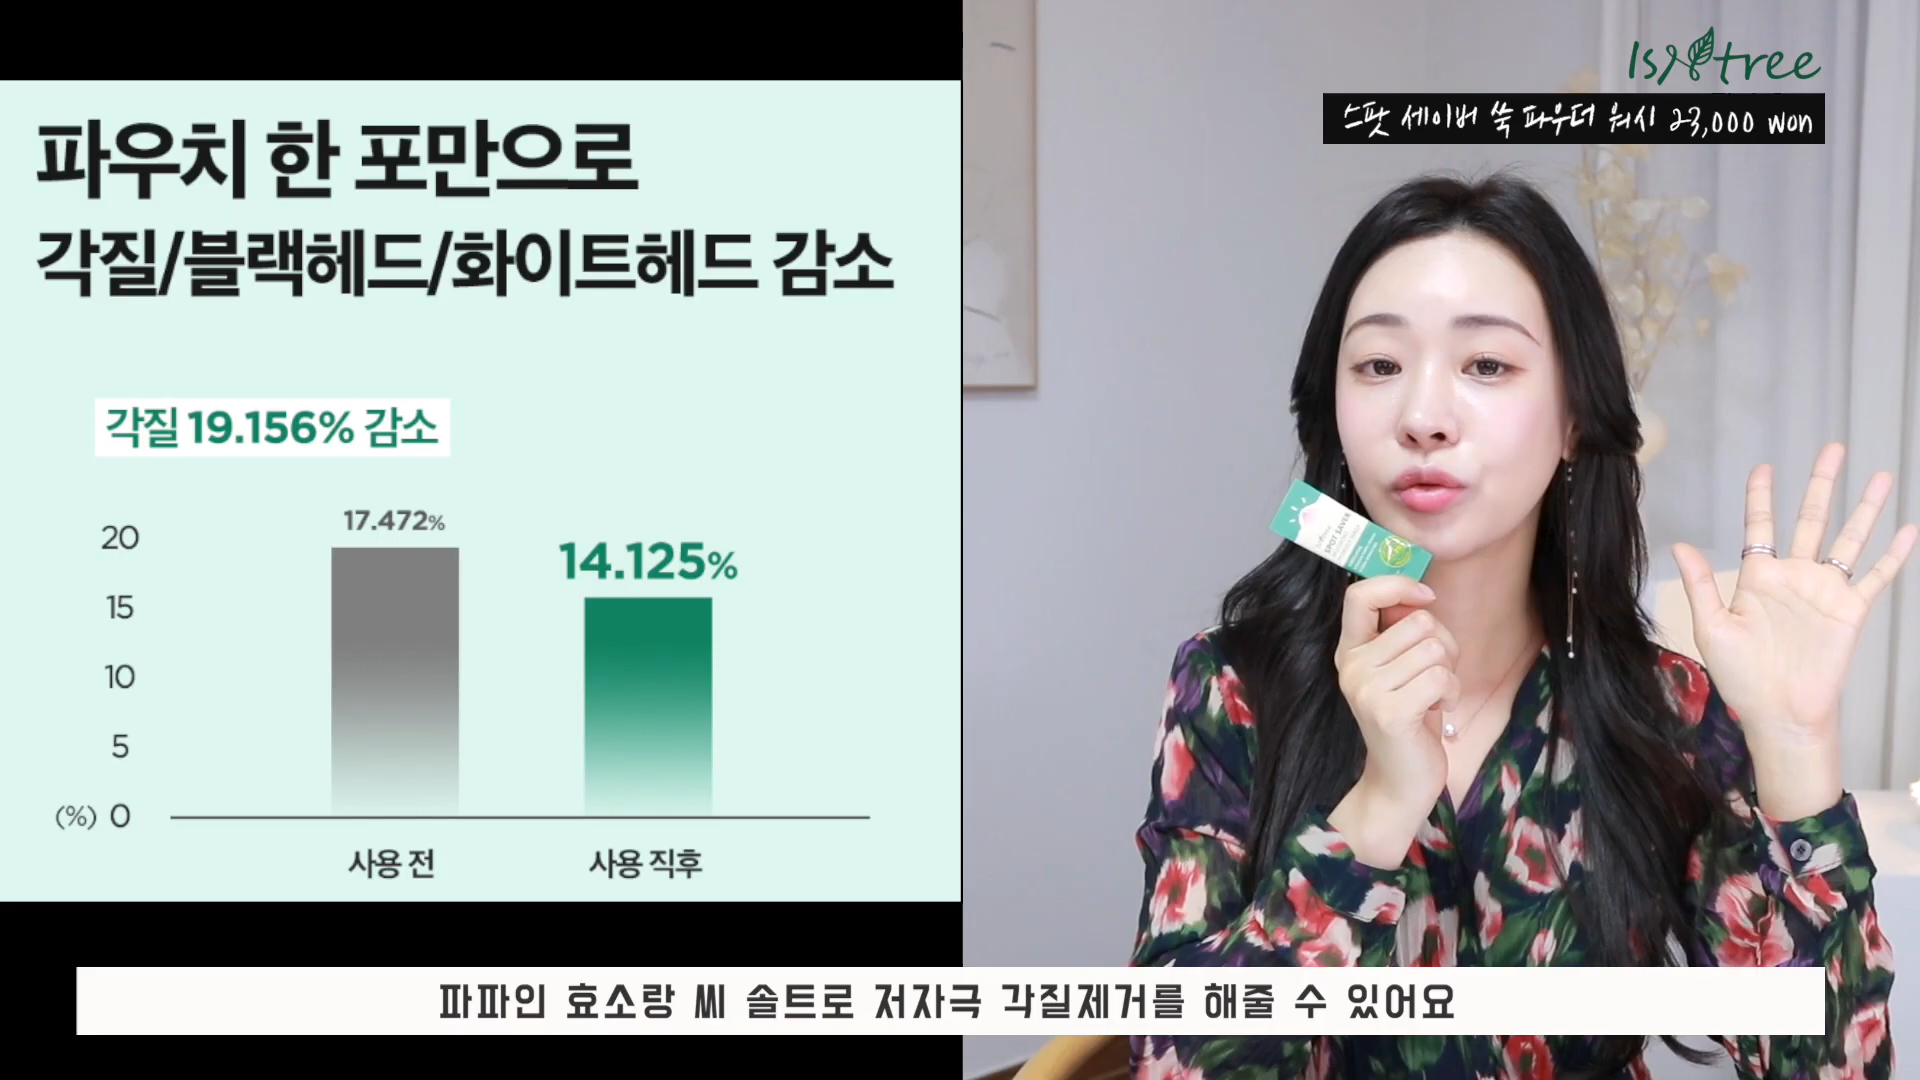 파우치 한 포만으로
각질/블랙헤드/화이트헤드 감소
각질 19.156% 감소
20
15
10
5
(%) 0
17.472%
14.125%
사용 전
사용 직후
IsNtree
스팟 세이버 쑥 파우더 워시 23,000 won
SPOT SAVER
파파인 효소랑 씨 솔트로 저자극 각질제거를 해줄 수 있어요